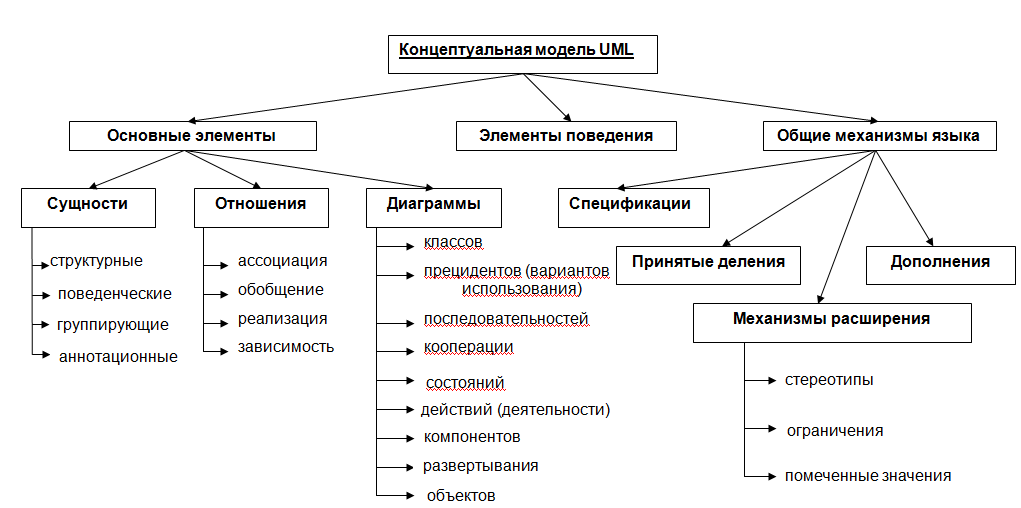 Концептуальная модель UML
Основные элементы
Элементы поведения
Общие механизмы языка
Сущности
структурные
поведенческие
группирующие
аннотационные
Отношения
ассоциация
обобщение
реализация
зависимость
Диаграммы
классов
прецидентов (вариантов
использования)
поспедовательностей
кооперации
состояний
действий (деятельности)
компонентов
развертывания
объектов
Спецификации
Принятые деления
Дополнения
Механизмы расширения
стереотипы
ограничения
помеченные значения